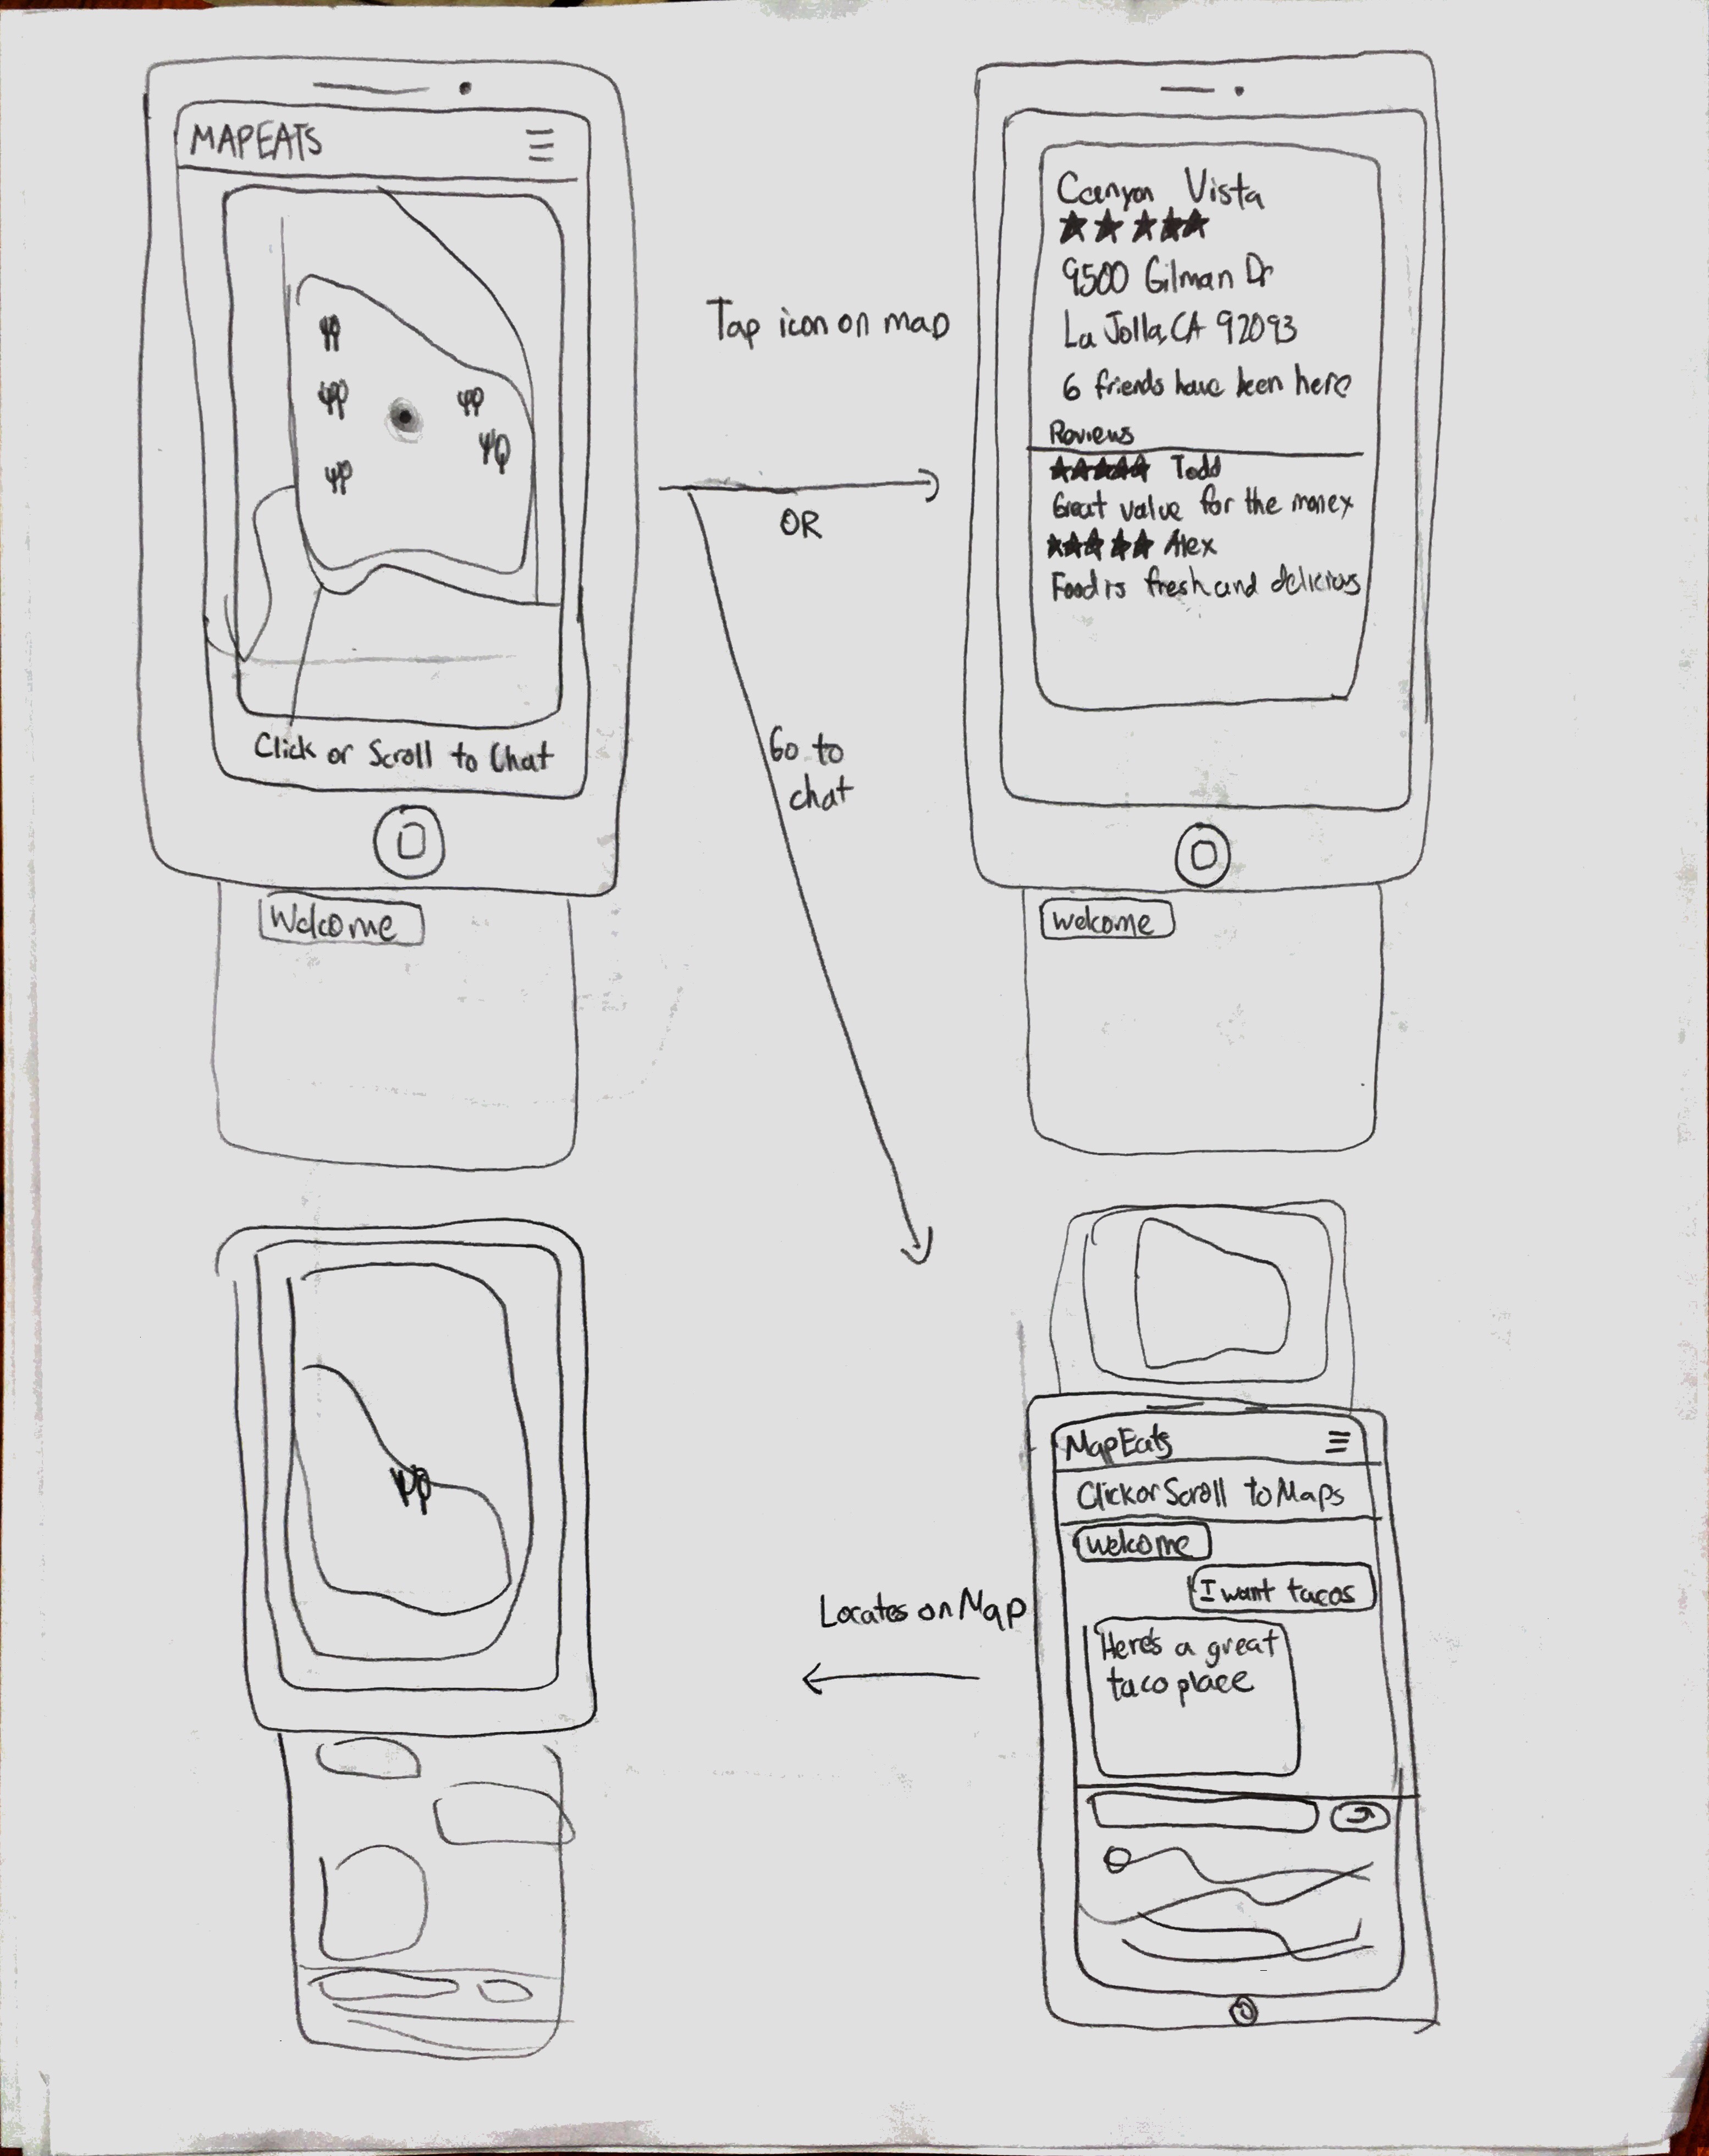 MAPEATS
Click or Scroll to Chat
Welcome
Tap icon on map
OR
Go to
chat
Canyon Vista
9500 Gilman Dr
La Jolla, CA 92093
6 friends have been here
Reviews
Todd
Great value for the money
Alex
Food is fresh and delicious
Welcome
MapEats
Click or Scroll to Maps
Welcome
I want tacos
Here's a great
taco place
Locates on Map